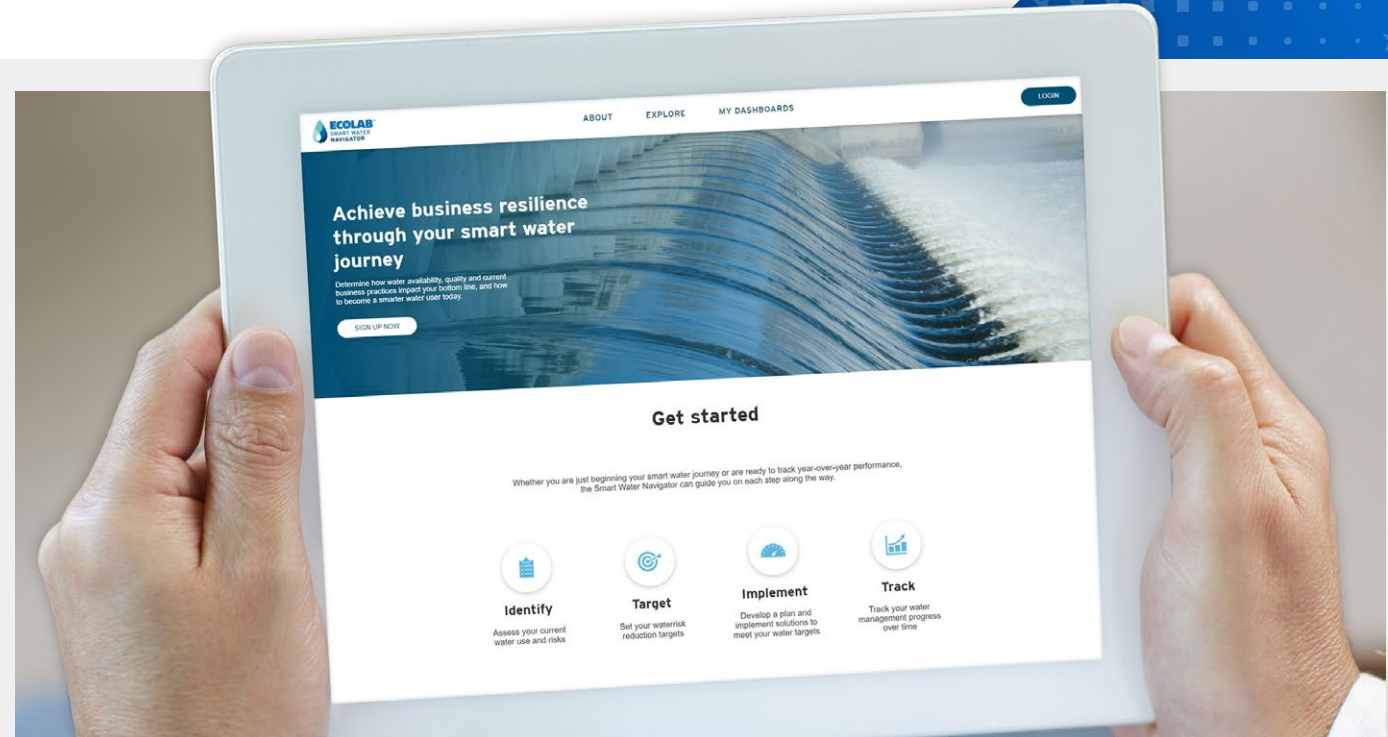 ECOLAB
SMART WATER
NAVIGATOR
ABOUT
EXPLORE
MY DASHBOARDS
LOGIN
Achieve business resilience
through your smart water
journey
Determine how water availability, quality and current
business practices impact your bottom line, and how
to become a smarter water user today.
SIGN UP NOW
Get started
Whether you are just beginning your smart water journey or are ready to track year-over-year performance,
the Smart Water Navigator can guide you on each step along the way.
Identify
Assess your current
water use and risks
Target
Set your waterrisk
reduction targets
Implement
Develop a plan and
implement solutions to
meet your water targets
Track
Track your water
management progress
over time